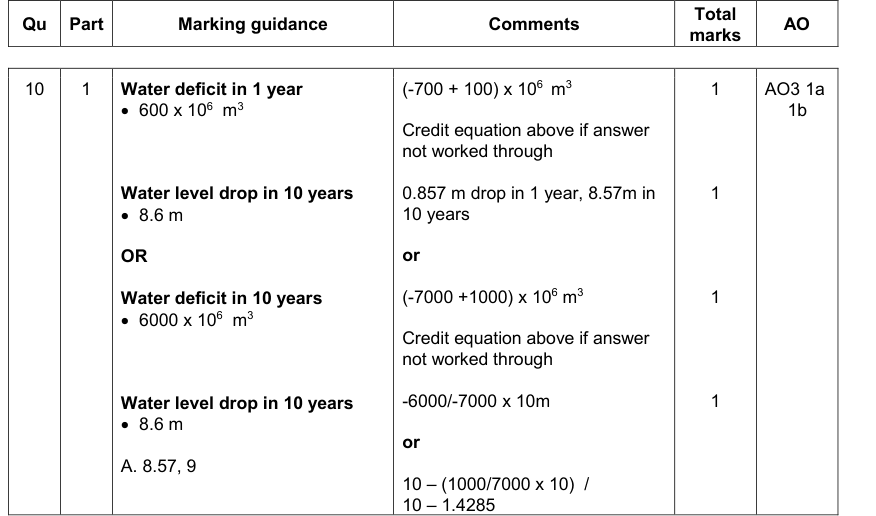 Qu Part Marking guidance Comments Total marks AO
10 1 Water deficit in 1 year (-700 + 100) x 10⁶ m³ 1 AO3 1a
• 600 x 10⁶ m³ 1b
Credit equation above if answer
not worked through
Water level drop in 10 years 0.857 m drop in 1 year, 8.57m in 1
• 8.6 m 10 years
OR or
Water deficit in 10 years (-7000 +1000) x 10⁶ m³ 1
• 6000 x 10⁶ m³
Credit equation above if answer
not worked through
Water level drop in 10 years -6000/-7000 x 10m 1
• 8.6 m
or
A. 8.57, 9
10 – (1000/7000 x 10) /
10 – 1.4285